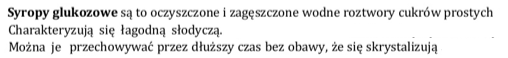 Syropy glukozowe są to oczyszczone i zagęszczone wodne roztwory cukrów prostych
Charakteryzują się łagodną słodyczą.
Można je przechowywać przez dłuższy czas bez obawy, że się skrystalizują